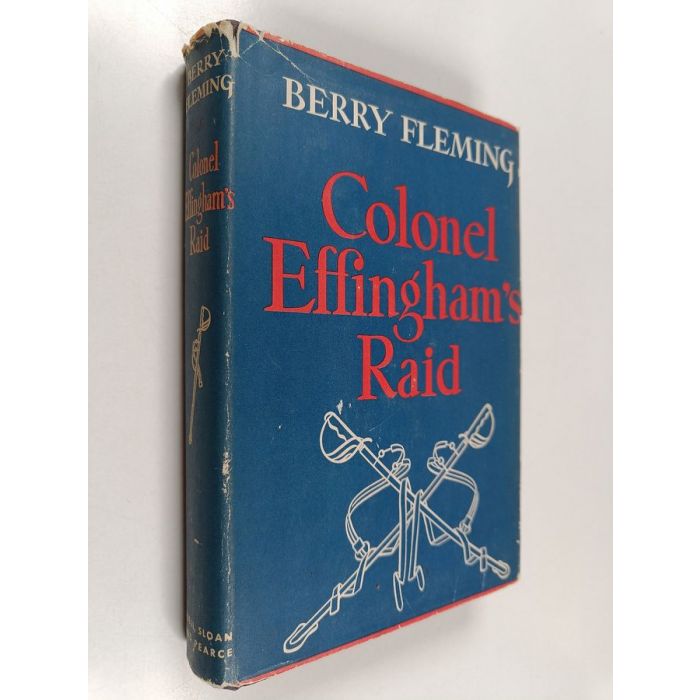 BERRY
FLEMING
Colonel
Effingham's
Raid
SLOAN
PEARCE
BERRY FLEMING
Colonel
Effingham's
Raid